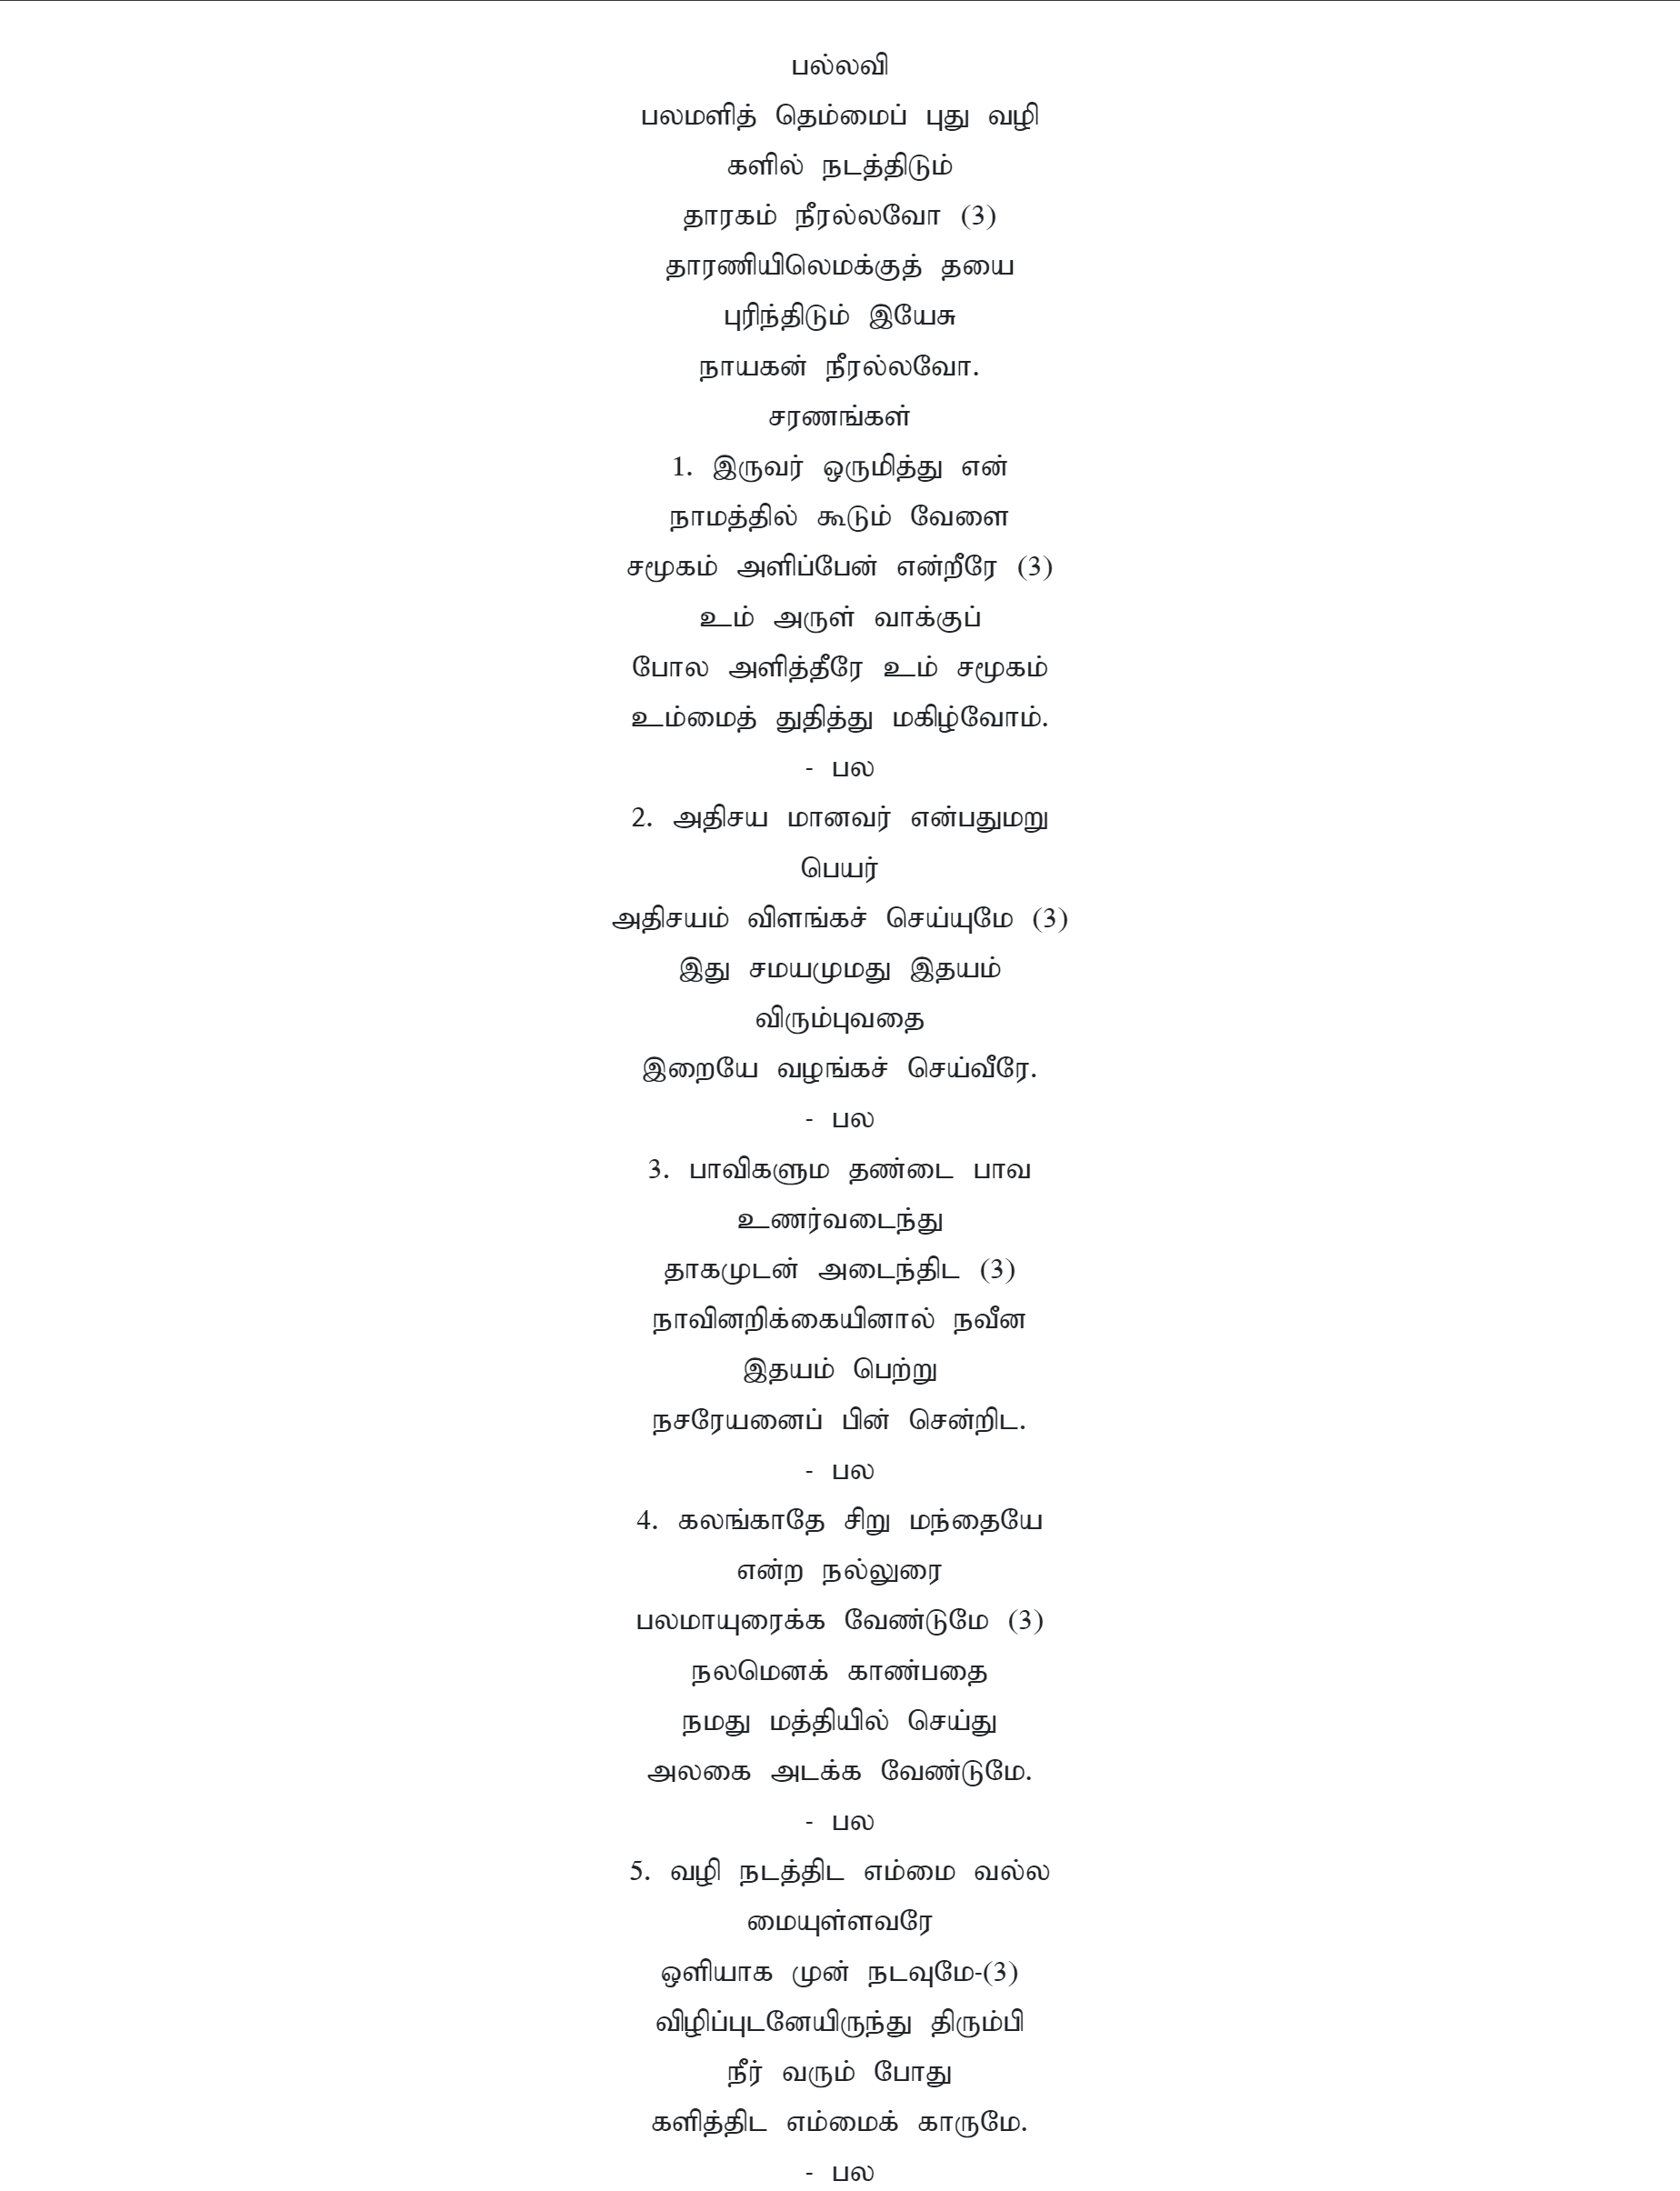 பல்லவி
பலமளித் தெம்மைப் புது வழி
களில் நடத்திடும்
தாரகம் நீரல்லவோ (3)
தாரணியிலெமக்குத் தயை
புரிந்திடும் இயேசு
நாயகன் நீரல்லவோ.
சரணங்கள்
1. இருவர் ஒருமித்து என்
நாமத்தில் கூடும் வேளை
சமூகம் அளிப்பேன் என்றீரே (3)
உம் அருள் வாக்குப்
போல அளித்தீரே உம் சமூகம்
உம்மைத் துதித்து மகிழ்வோம்.
- பல
2. அதிசய மானவர் என்பதுமறு
பெயர்
அதிசயம் விளங்கச் செய்யுமே (3)
இது சமயமுமது இதயம்
விரும்புவதை
இறையே வழங்கச் செய்வீரே.
- பல
3. பாவிகளும தண்டை பாவ
உணர்வடைந்து
தாகமுடன் அடைந்திட (3)
நாவினறிக்கையினால் நவீன
இதயம் பெற்று
நசரேயனைப் பின் சென்றிட.
- பல
4. கலங்காதே சிறு மந்தையே
என்ற நல்லுரை
பலமாயுரைக்க வேண்டுமே (3)
நலமெனக் காண்பதை
நமது மத்தியில் செய்து
அலகை அடக்க வேண்டுமே.
- பல
5. வழி நடத்திட எம்மை வல்ல
மையுள்ளவரே
ஒளியாக முன் நடவுமே-(3)
விழிப்புடனேயிருந்து திரும்பி
நீர் வரும் போது
களித்திட எம்மைக் காருமே.
- பல